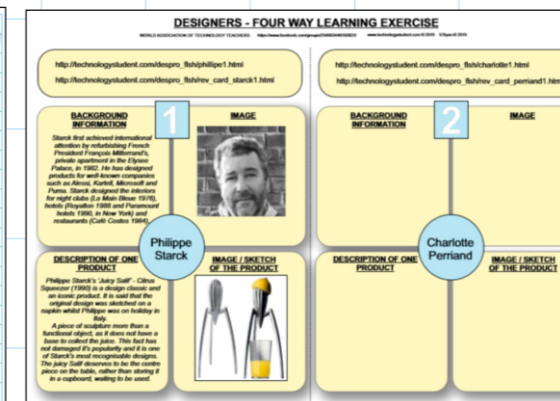 DESIGNERS - FOUR WAY LEARNING EXERCISE
WORLD ASSOCIATION OF TECHNOLOGY TEACHERS
www.technologystudent.com © 2019 V.Ryan © 2019
http://technologystudent.com/despro_flsh/phillipe1.html
http://technologystudent.com/despro_flsh/rev_card_starck1.html
http://technologystudent.com/despro_flsh/charlotte1.html
http://technologystudent.com/despro_flsh/rev_card_perriand1.htm
1
BACKGROUND
INFORMATION
Starck first achieved international
attention by refurbishing French
President François Mitterrand's,
private apartment in the Elysee
Palace, in 1982. He has designed
products for well-known companies
such as Alessi, Kartell, Microsoft and
Puma. Starck designed the interiors
for night clubs (La Main Bleue 1976),
hotels (Royalton 1988 and Paramount
hotels 1990, in New York) and
restaurants (Café Costes 1984)
IMAGE
Philippe
Starck
DESCRIPTION OF ONE
PRODUCT
Philippe Starck's 'Juicy Salif' - Citrus
Squeezer (1990) is a design classic and
an iconic product. It is said that the
original design was sketched on a
napkin whilst Philippe was on holiday in
Italy.
A piece of sculpture more than a
functional object, as it does not have a
base to collect the juice. This fact has
not damaged it's popularity and it is one
of Starck's most recognisable designs.
The juicy Salif deserves to be the centre
piece on the table, rather than storing it
in a cupboard, waiting to be used.
IMAGE / SKETCH
OF THE PRODUCT
2
BACKGROUND
INFORMATION
IMAGE
Charlotte
Perriand
DESCRIPTION OF ONE
PRODUCT
IMAGE / SKETCH
OF THE PRODUCT